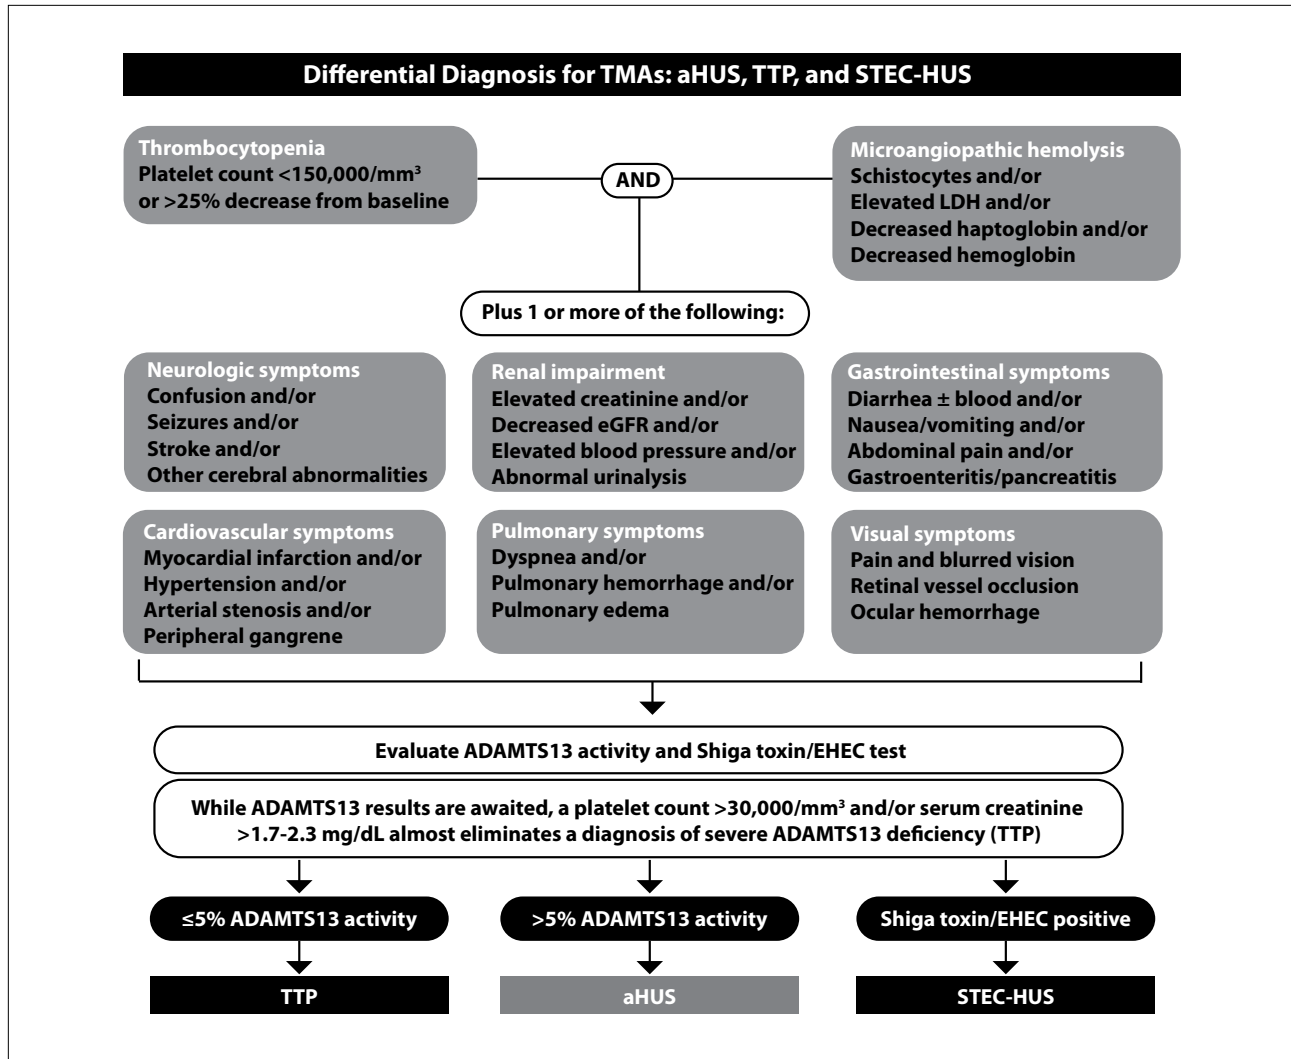 Differential Diagnosis for TMAs: aHUS, TTP, and STEC-HUS
Thrombocytopenia
Platelet count <150,000/mm³
or >25% decrease from baseline
AND
Microangiopathic hemolysis
Schistocytes and/or
Elevated LDH and/or
Decreased haptoglobin and/or
Decreased hemoglobin
Plus 1 or more of the following:
Neurologic symptoms
Confusion and/or
Seizures and/or
Stroke and/or
Other cerebral abnormalities
Renal impairment
Elevated creatinine and/or
Decreased eGFR and/or
Elevated blood pressure and/or
Abnormal urinalysis
Gastrointestinal symptoms
Diarrhea ± blood and/or
Nausea/vomiting and/or
Abdominal pain and/or
Gastroenteritis/pancreatitis
Cardiovascular symptoms
Myocardial infarction and/or
Hypertension and/or
Arterial stenosis and/or
Peripheral gangrene
Pulmonary symptoms
Dyspnea and/or
Pulmonary hemorrhage and/or
Pulmonary edema
Visual symptoms
Pain and blurred vision
Retinal vessel occlusion
Ocular hemorrhage
Evaluate ADAMTS13 activity and Shiga toxin/EHEC test
While ADAMTS13 results are awaited, a platelet count >30,000/mm³ and/or serum creatinine
>1.7-2.3 mg/dL almost eliminates a diagnosis of severe ADAMTS13 deficiency (TTP)
≤5% ADAMTS13 activity
>5% ADAMTS13 activity
Shiga toxin/EHEC positive
TTP
aHUS
STEC-HUS